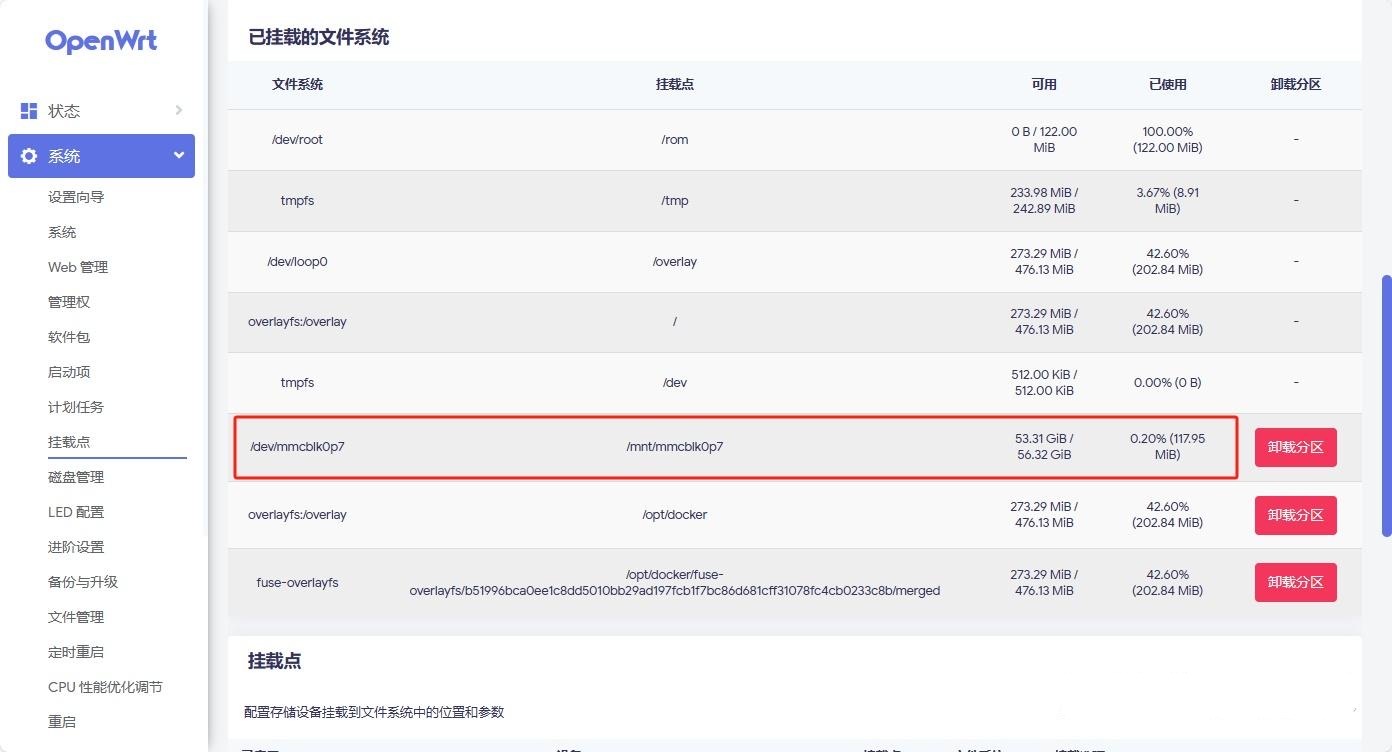 OpenWrt
状态
系统
设置向导
系统
Web 管理
管理权
软件包
启动项
计划任务
挂载点
磁盘管理
LED 配置
进阶设置
备份与升级
文件管理
定时重启
CPU 性能优化调节
重启
已挂载的文件系统
文件系统 挂载点 可用 已使用 卸载分区
/dev/root /rom 0 B / 122.00 MiB 100.00% (122.00 MiB) -
tmpfs /tmp 233.98 MiB / 242.89 MiB 3.67% (8.91 MiB) -
/dev/loop0 /overlay 273.29 MiB / 476.13 MiB 42.60% (202.84 MiB) -
overlayfs:/overlay / 273.29 MiB / 476.13 MiB 42.60% (202.84 MiB) -
tmpfs /dev 512.00 KiB / 512.00 KiB 0.00% (0 B) -
/dev/mmcblk0p7 /mnt/mmcblk0p7 53.31 GiB / 56.32 GiB 0.20% (117.95 MiB) 卸载分区
overlayfs:/overlay /opt/docker 273.29 MiB / 476.13 MiB 42.60% (202.84 MiB) 卸载分区
fuse-overlayfs /opt/docker/fuse-overlayfs/b51996bca0ee1c8dd5010bb29ad197fcb1f7bc86d681cff31078fc4cb0233c8b/merged 273.29 MiB / 476.13 MiB 42.60% (202.84 MiB) 卸载分区
挂载点
配置存储设备挂载到文件系统中的位置和参数